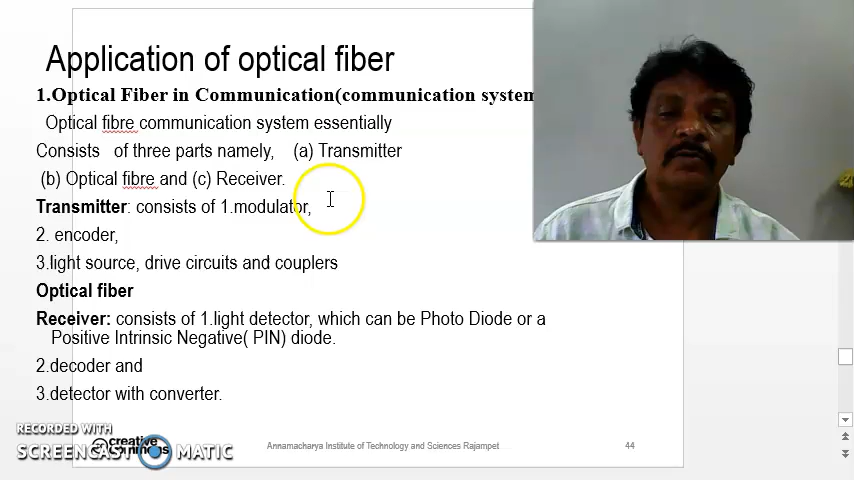 Application of optical fiber
1.Optical Fiber in Communication(communication system
Optical fibre communication system essentially
Consists of three parts namely, (a) Transmitter
(b) Optical fibre and (c) Receiver.
Transmitter: consists of 1.modulator,
2. encoder,
3.light source, drive circuits and couplers
Optical fiber
Receiver: consists of 1.light detector, which can be Photo Diode or a
Positive Intrinsic Negative( PIN) diode.
2.decoder and
3.detector with converter.
RECORDED WITH
creative commons
SCREENCAST MATIC
Annamacharya Institute of Technology and Sciences Rajampet
44